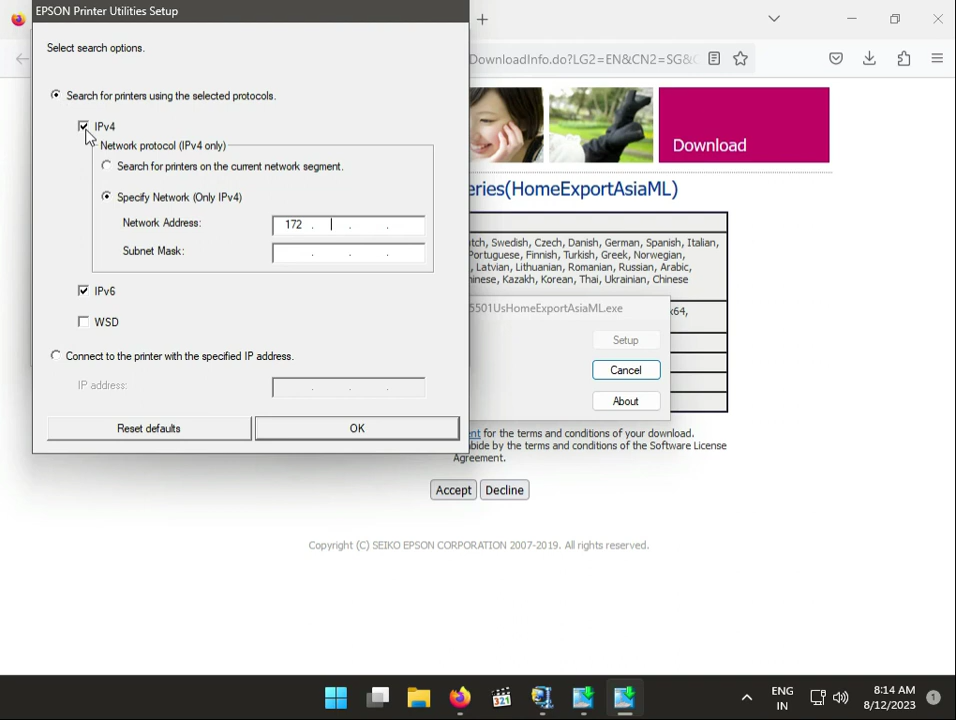 EPSON Printer Utilities Setup
Select search options.
Search for printers using the selected protocols.
IPv4
Network protocol (IPv4 only)
Search for printers on the current network segment.
Specify Network (Only IPv4)
Network Address:
172 . . .
Subnet Mask:
. . .
IPv6
WSD
Connect to the printer with the specified IP address.
IP address:
. . .
Reset defaults
OK
DownloadInfo.do?LG2=EN&CN2=SG&
Download
eries(HomeExportAsiaML)
tch, Swedish, Czech, Danish, German, Spanish, Italian,
Portuguese, Finnish, Turkish, Greek, Norwegian,
, Latvian, Lithuanian, Romanian, Russian, Arabic,
inese, Kazakh, Korean, Thai, Ukrainian, Chinese
5501UsHomeExportAsiaML.exe
x64,
Setup
Cancel
About
ent for the terms and conditions of your download.
abide by the terms and conditions of the Software License
Agreement.
Accept
Decline
Copyright (C) SEIKO EPSON CORPORATION 2007-2019. All rights reserved.
321
ENG
IN
8:14 AM
8/12/2023
1